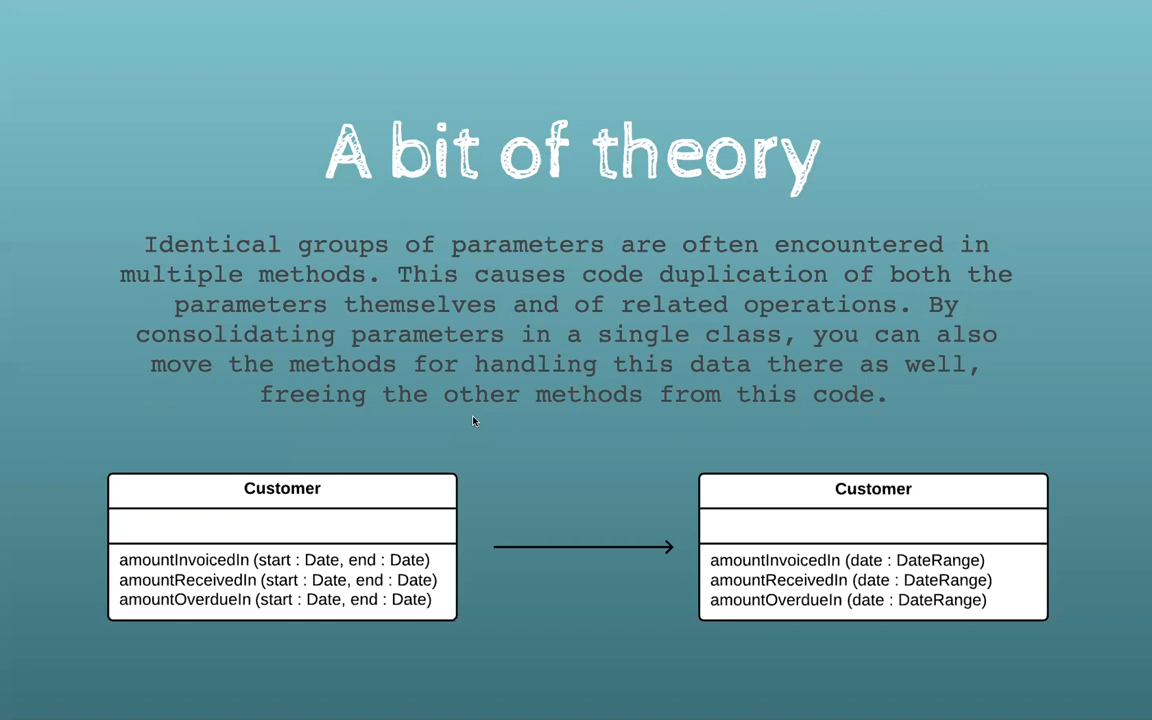 A bit of theory
Identical groups of parameters are often encountered in
multiple methods. This causes code duplication of both the
parameters themselves and of related operations. By
consolidating parameters in a single class, you can also
move the methods for handling this data there as well,
freeing the other methods from this code.
Customer
amountInvoicedIn (start : Date, end : Date)
amountReceivedIn (start : Date, end : Date)
amountOverdueIn (start : Date, end : Date)
Customer
amountInvoicedIn (date : DateRange)
amountReceivedIn (date : DateRange)
amountOverdueIn (date : DateRange)